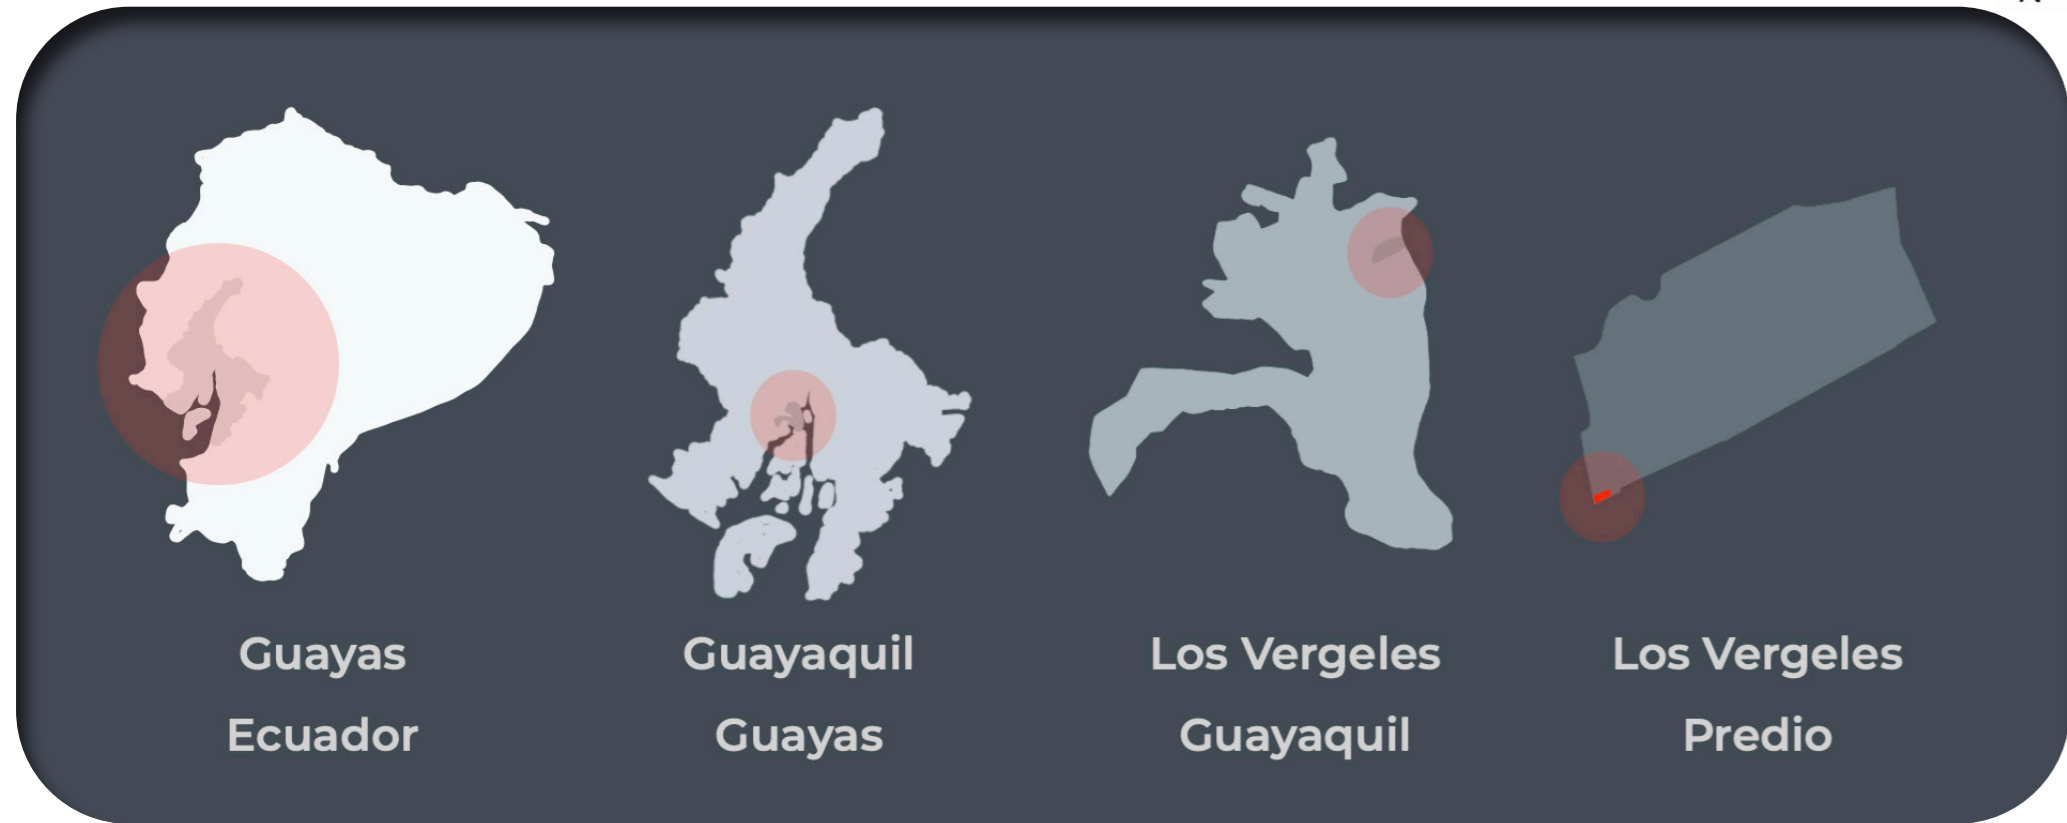 Guayas
Ecuador
Guayaquil
Guayas
Los Vergeles
Guayaquil
Los Vergeles
Predio